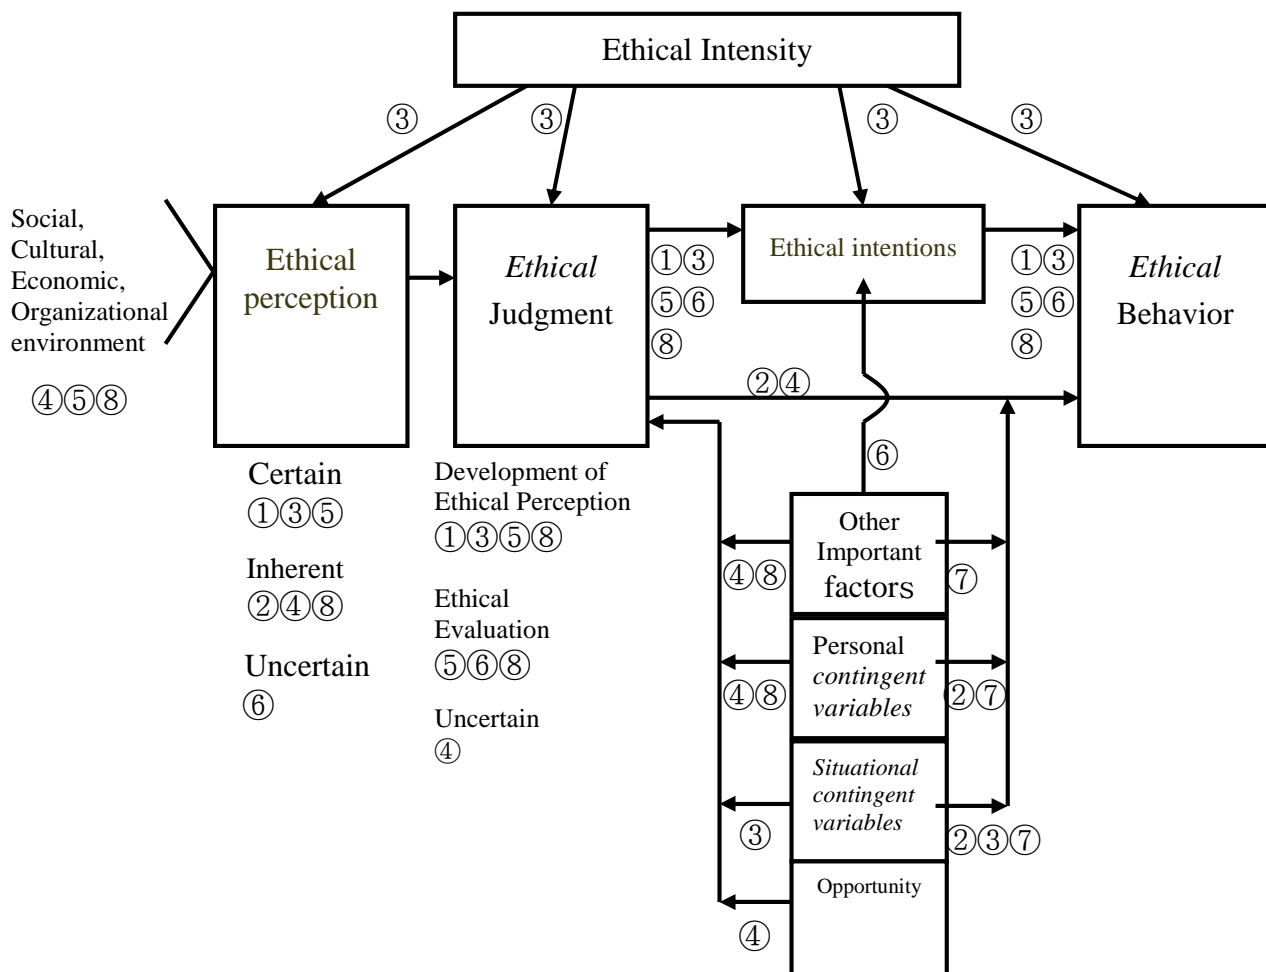 Ethical Intensity
③
③
③
③
Social,
Cultural,
Economic,
Organizational
environment
④⑤⑧
Ethical
perception
Ethical
Judgment
①③
⑤⑥
⑧
Ethical intentions
①③
⑤⑥
⑧
Ethical
Behavior
②④
⑥
Certain
①③⑤
Inherent
②④⑧
Uncertain
⑥
Development of
Ethical Perception
①③⑤⑧
Ethical
Evaluation
⑤⑥⑧
Uncertain
④
Other
Important
factors
④⑧
⑦
Personal
contingent
variables
④⑧
②⑦
Situational
contingent
variables
③
②③⑦
Opportunity
④